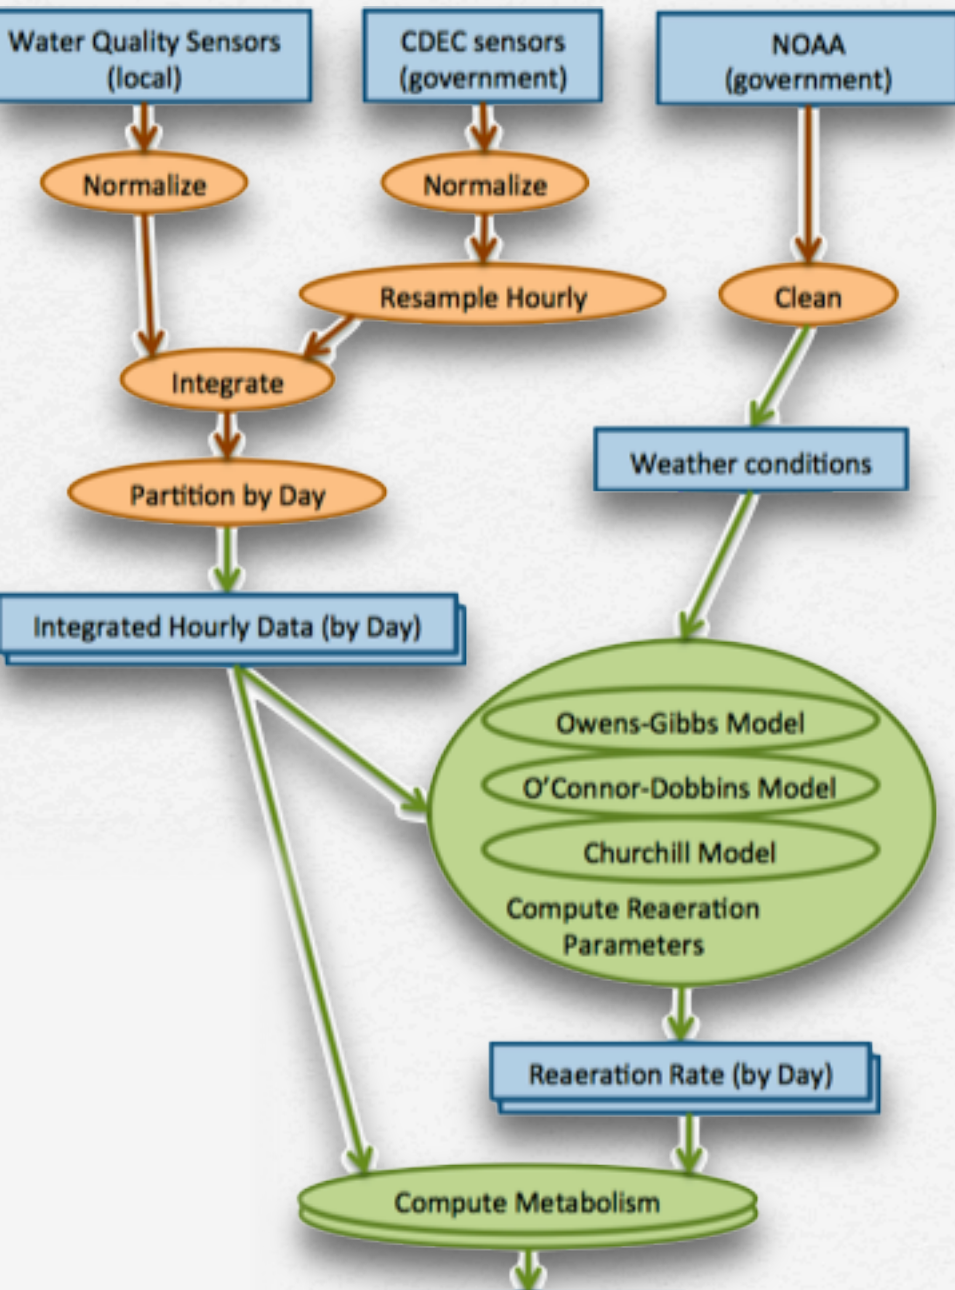 Water Quality Sensors
(local)
CDEC sensors
(government)
NOAA
(government)
Normalize
Normalize
Resample Hourly
Clean
Integrate
Weather conditions
Partition by Day
Integrated Hourly Data (by Day)
Owens-Gibbs Model
O’Connor-Dobbins Model
Churchill Model
Compute Reaeration
Parameters
Reaeration Rate (by Day)
Compute Metabolism